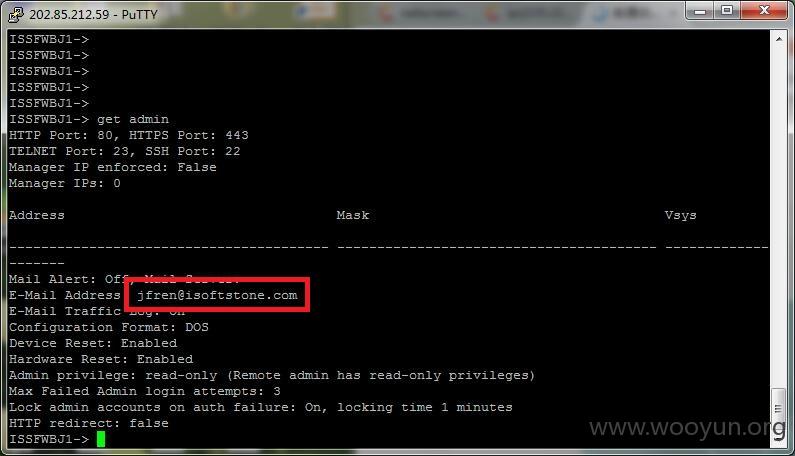 202.85.212.59 - PuTTY
ISSFWBJ1->
ISSFWBJ1->
ISSFWBJ1->
ISSFWBJ1->
ISSFWBJ1->
ISSFWBJ1-> get admin
HTTP Port: 80, HTTPS Port: 443
TELNET Port: 23, SSH Port: 22
Manager IP enforced: False
Manager IPs: 0
Address Mask Vsys
---------------------------------------- ---------------------------------------- -------------
-------
Mail Alert: Off, Mail Server:
E-Mail Address: jfren@isoftstone.com
E-Mail Traffic Log: On
Configuration Format: DOS
Device Reset: Enabled
Hardware Reset: Enabled
Admin privilege: read-only (Remote admin has read-only privileges)
Max Failed Admin login attempts: 3
Lock admin accounts on auth failure: On, locking time 1 minutes
HTTP redirect: false
ISSFWBJ1->
www.wooyun.org